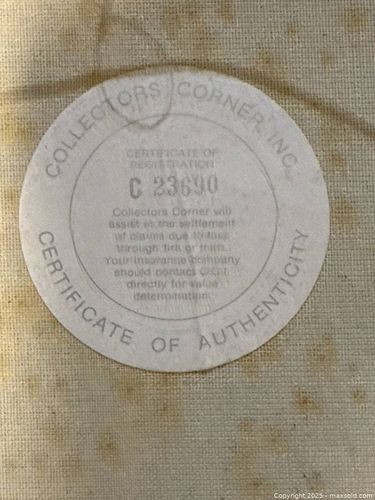 COLLECTORS CORNER, INC.
CERTIFICATE OF
REGISTRATION
C 23690
Collectors Corner will
assist in the settlement
of claims due to loss
through fire or theft.
Your insurance company
should contact C/C I
directly for value
determination.
CERTIFICATE OF AUTHENTICITY
Copyright 2025 - maxsold.com